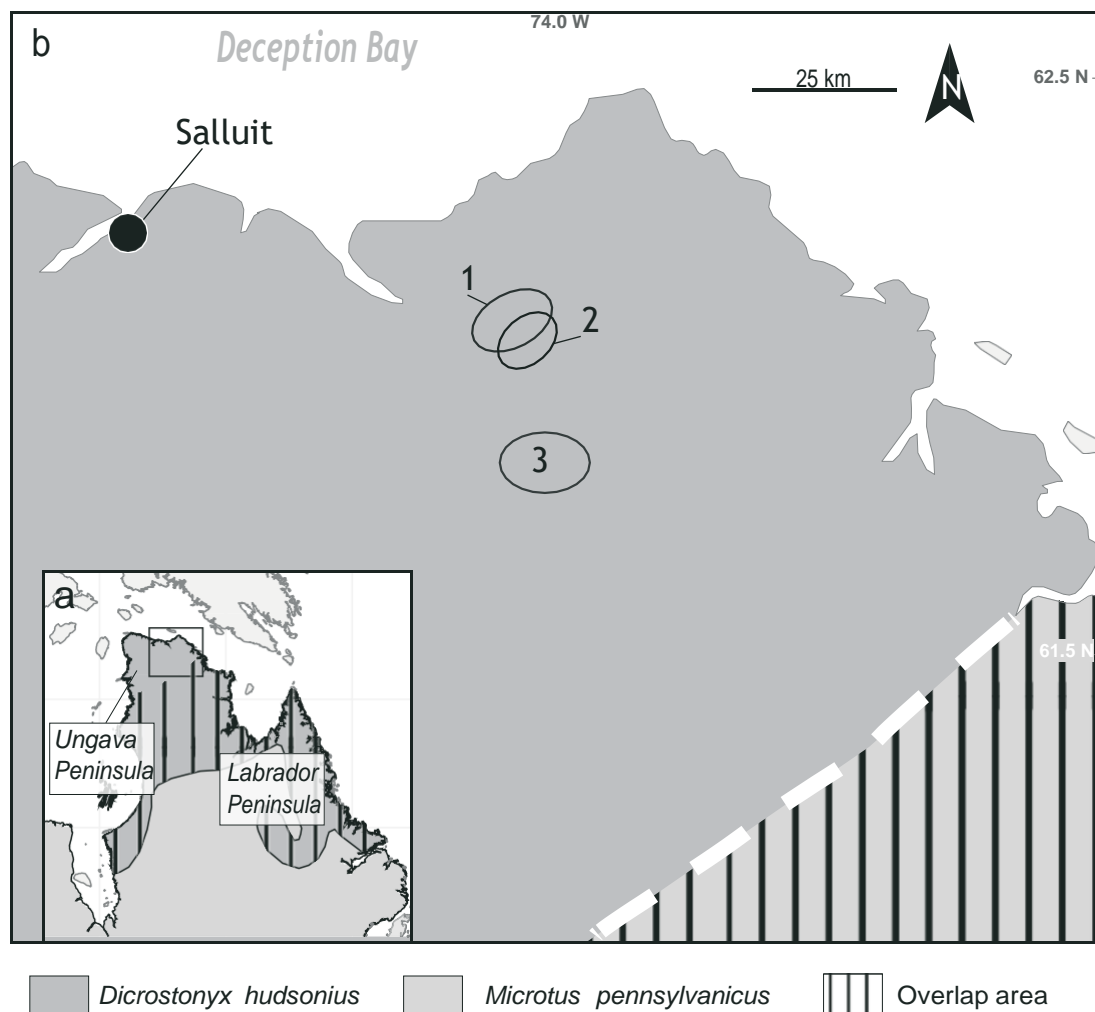 74.0 W
b
Deception Bay
25 km
N
62.5 N
Salluit
1
2
3
a
61.5 N
Ungava
Peninsula
Labrador
Peninsula
Dicrostonyx hudsonius
Microtus pennsylvanicus
Overlap area